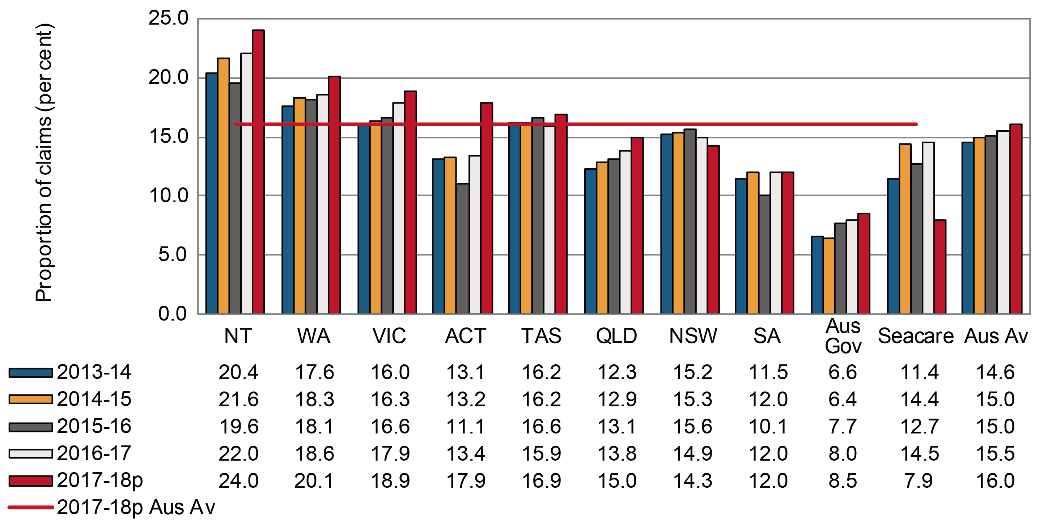 Proportion of claims (per cent)
25.0
20.0
15.0
10.0
5.0
0.0
NT WA VIC ACT TAS QLD NSW SA Aus Gov Seacare Aus Av
2013-14 20.4 17.6 16.0 13.1 16.2 12.3 15.2 11.5 6.6 11.4 14.6
2014-15 21.6 18.3 16.3 13.2 16.2 12.9 15.3 12.0 6.4 14.4 15.0
2015-16 19.6 18.1 16.6 11.1 16.6 13.1 15.6 10.1 7.7 12.7 15.0
2016-17 22.0 18.6 17.9 13.4 15.9 13.8 14.9 12.0 8.0 14.5 15.5
2017-18p 24.0 20.1 18.9 17.9 16.9 15.0 14.3 12.0 8.5 7.9 16.0
2017-18p Aus Av